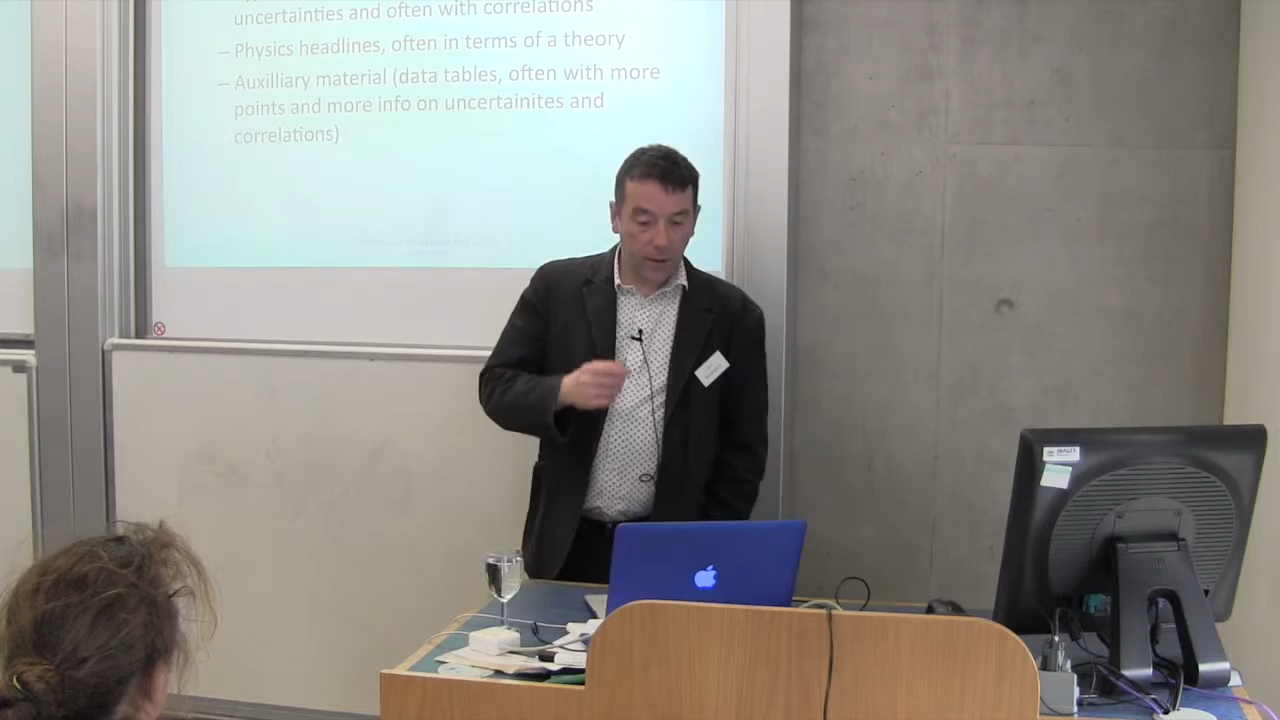 uncertainties and often with correlations
– Physics headlines, often in terms of a theory
– Auxilliary material (data tables, often with more
points and more info on uncertainites and
correlations)